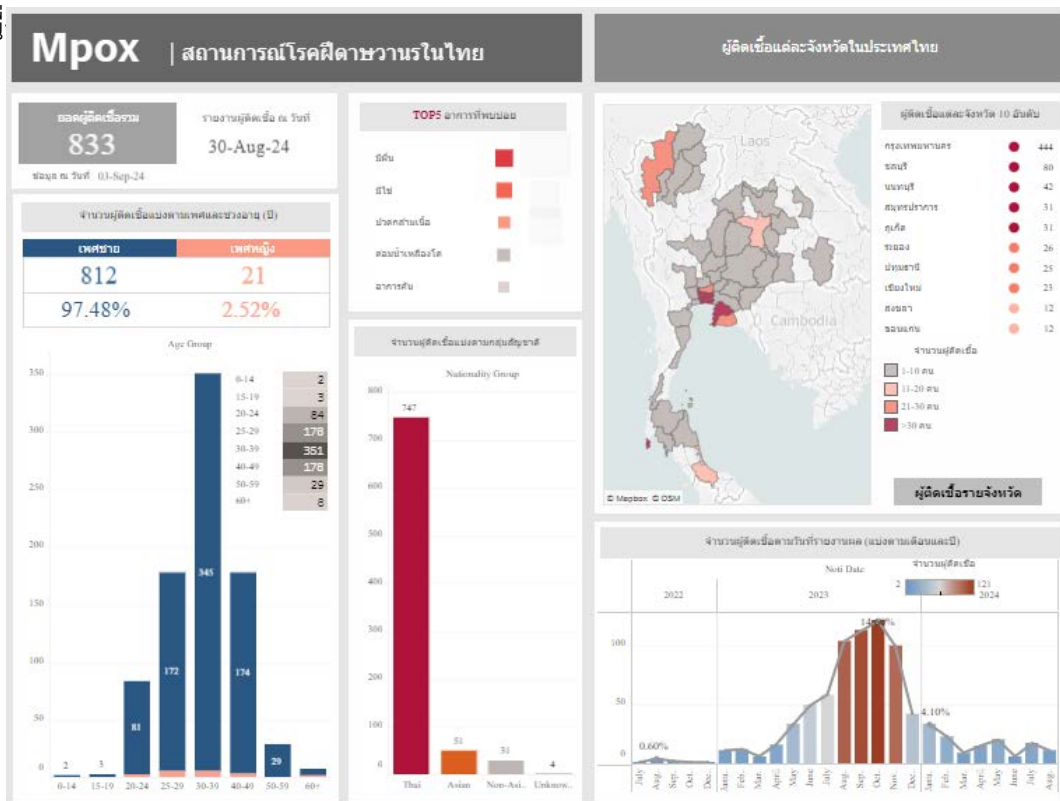 Mpox | สถานการณ์โรคฝีดาษวานรในไทย
ผู้ติดเชื้อแต่ละจังหวัดในประเทศไทย
ยอดผู้ติดเชื้อรวม
833
ข้อมูล ณ วันที่ 03-Sep-24
รายงานผู้ติดเชื้อ ณ วันที่
30-Aug-24
จำนวนผู้ติดเชื้อแบ่งตามเพศและช่วงอายุ (ปี)
เพศชาย เพศหญิง
812 21
97.48% 2.52%
Age Group
350
300
250
200
150
100
50
0
0-14 2
15-19 3
20-24 84
25-29 178
30-39 351
40-49 178
50-59 29
60+ 8
2 3 81 172 345 174 29
0-14 15-19 20-24 25-29 30-39 40-49 50-59 60+
TOP5 อาการที่พบบ่อย
มีผื่น
มีไข้
ปวดกล้ามเนื้อ
ต่อมน้ำเหลืองโต
อาการคัน
จำนวนผู้ติดเชื้อแบ่งตามกลุ่มสัญชาติ
Nationality Group
800
700
600
500
400
300
200
100
0
747 51 31 4
Thai Asian Non-Asi.. Unknow..
Laos
Cambodia
© Mapbox © OSM
ผู้ติดเชื้อแต่ละจังหวัด 10 อันดับ
กรุงเทพมหานคร 444
ชลบุรี 80
นนทบุรี 42
สมุทรปราการ 31
ภูเก็ต 31
ระยอง 26
ปทุมธานี 25
เชียงใหม่ 23
สงขลา 12
ขอนแก่น 12
จำนวนผู้ติดเชื้อ
1-10 คน
11-20 คน
21-30 คน
>30 คน
ผู้ติดเชื้อรายจังหวัด
จำนวนผู้ติดเชื้อตามวันที่รายงานผล (แบ่งตามเดือนและปี)
Noti Date
จำนวนผู้ติดเชื้อ
2 121
2022 2023 2024
100
50
0
0.60%
4.10%
July Aug.. Sep.. Oct. Dec. Janu.. Feb.. Mar.. April. May June July Aug.. Sep.. Oct.. Nov.. Dec.. Janu.. Feb.. Mar.. April. May June July Aug..